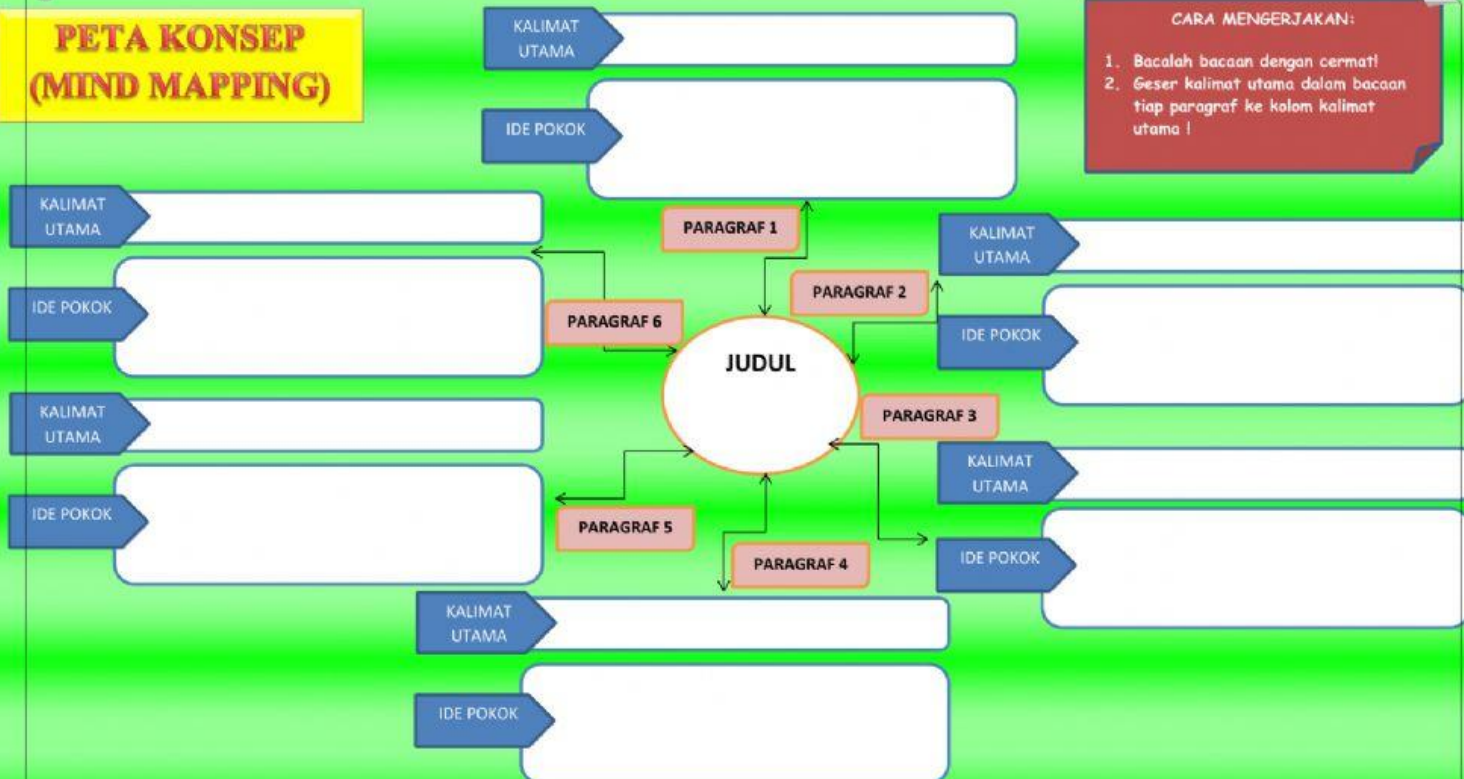 PETA KONSEP
(MIND MAPPING)
KALIMAT
UTAMA
IDE POKOK
CARA MENGERJAKAN:
1. Bacalah bacaan dengan cermat!
2. Geser kalimat utama dalam bacaan
tiap paragraf ke kolom kalimat
utama !
KALIMAT
UTAMA
IDE POKOK
PARAGRAF 1
KALIMAT
UTAMA
PARAGRAF 2
IDE POKOK
PARAGRAF 6
JUDUL
KALIMAT
UTAMA
IDE POKOK
PARAGRAF 3
KALIMAT
UTAMA
IDE POKOK
PARAGRAF 5
PARAGRAF 4
KALIMAT
UTAMA
IDE POKOK